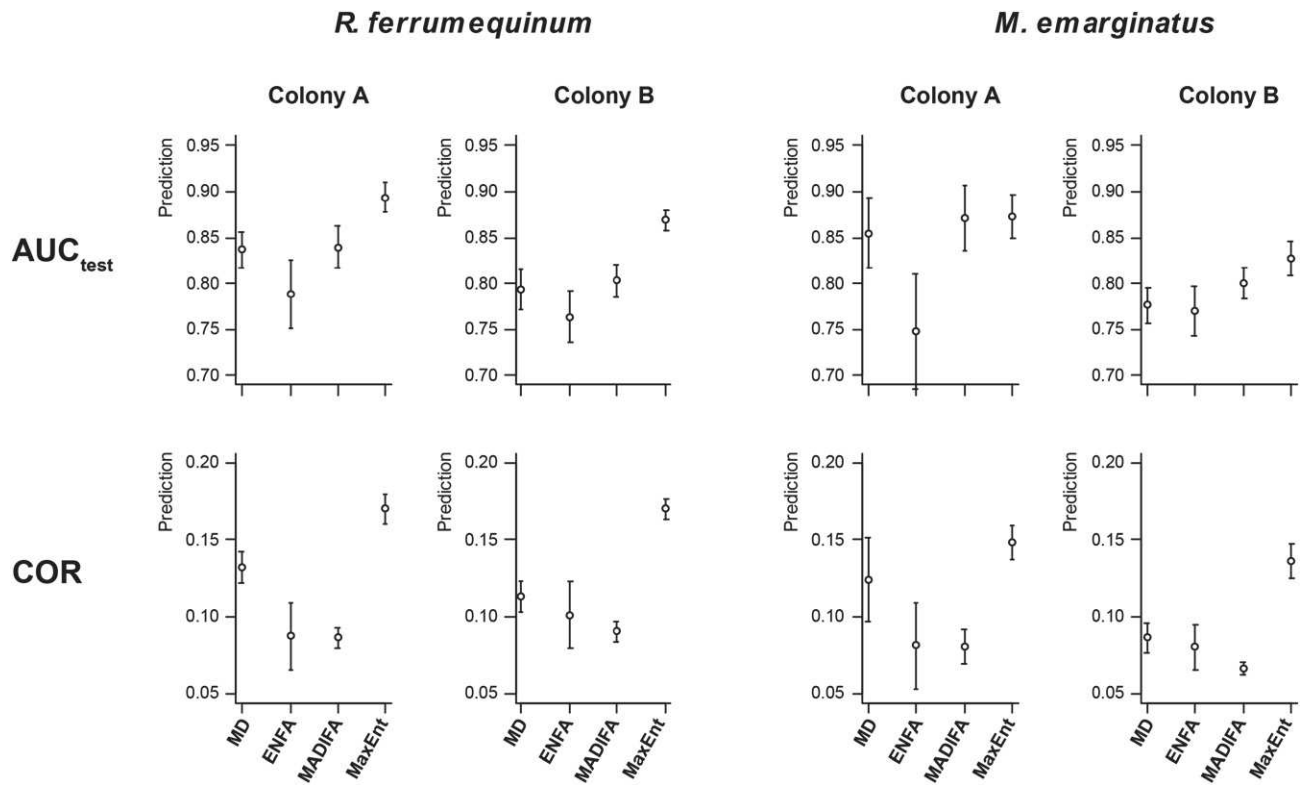 R. ferrumequinum M. emarginatus
Colony A Colony B Colony A Colony B
AUCtest
Prediction
0.95
0.90
0.85
0.80
0.75
0.70
Prediction
0.95
0.90
0.85
0.80
0.75
0.70
Prediction
0.95
0.90
0.85
0.80
0.75
0.70
Prediction
0.95
0.90
0.85
0.80
0.75
0.70
COR
Prediction
0.20
0.15
0.10
0.05
MD ENFA MADIFA MaxEnt
Prediction
0.20
0.15
0.10
0.05
MD ENFA MADIFA MaxEnt
Prediction
0.20
0.15
0.10
0.05
MD ENFA MADIFA MaxEnt
Prediction
0.20
0.15
0.10
0.05
MD ENFA MADIFA MaxEnt